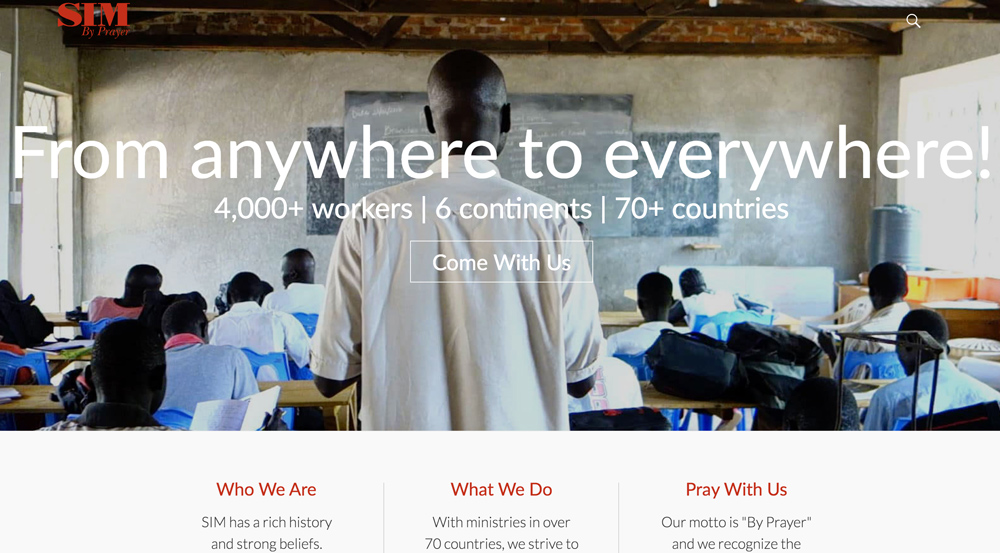 SIM
By Prayer
From anywhere to everywhere!
4,000+ workers | 6 continents | 70+ countries
Come With Us
Who We Are
SIM has a rich history
and strong beliefs.
What We Do
With ministries in over
70 countries, we strive to
Pray With Us
Our motto is "By Prayer"
and we recognize the